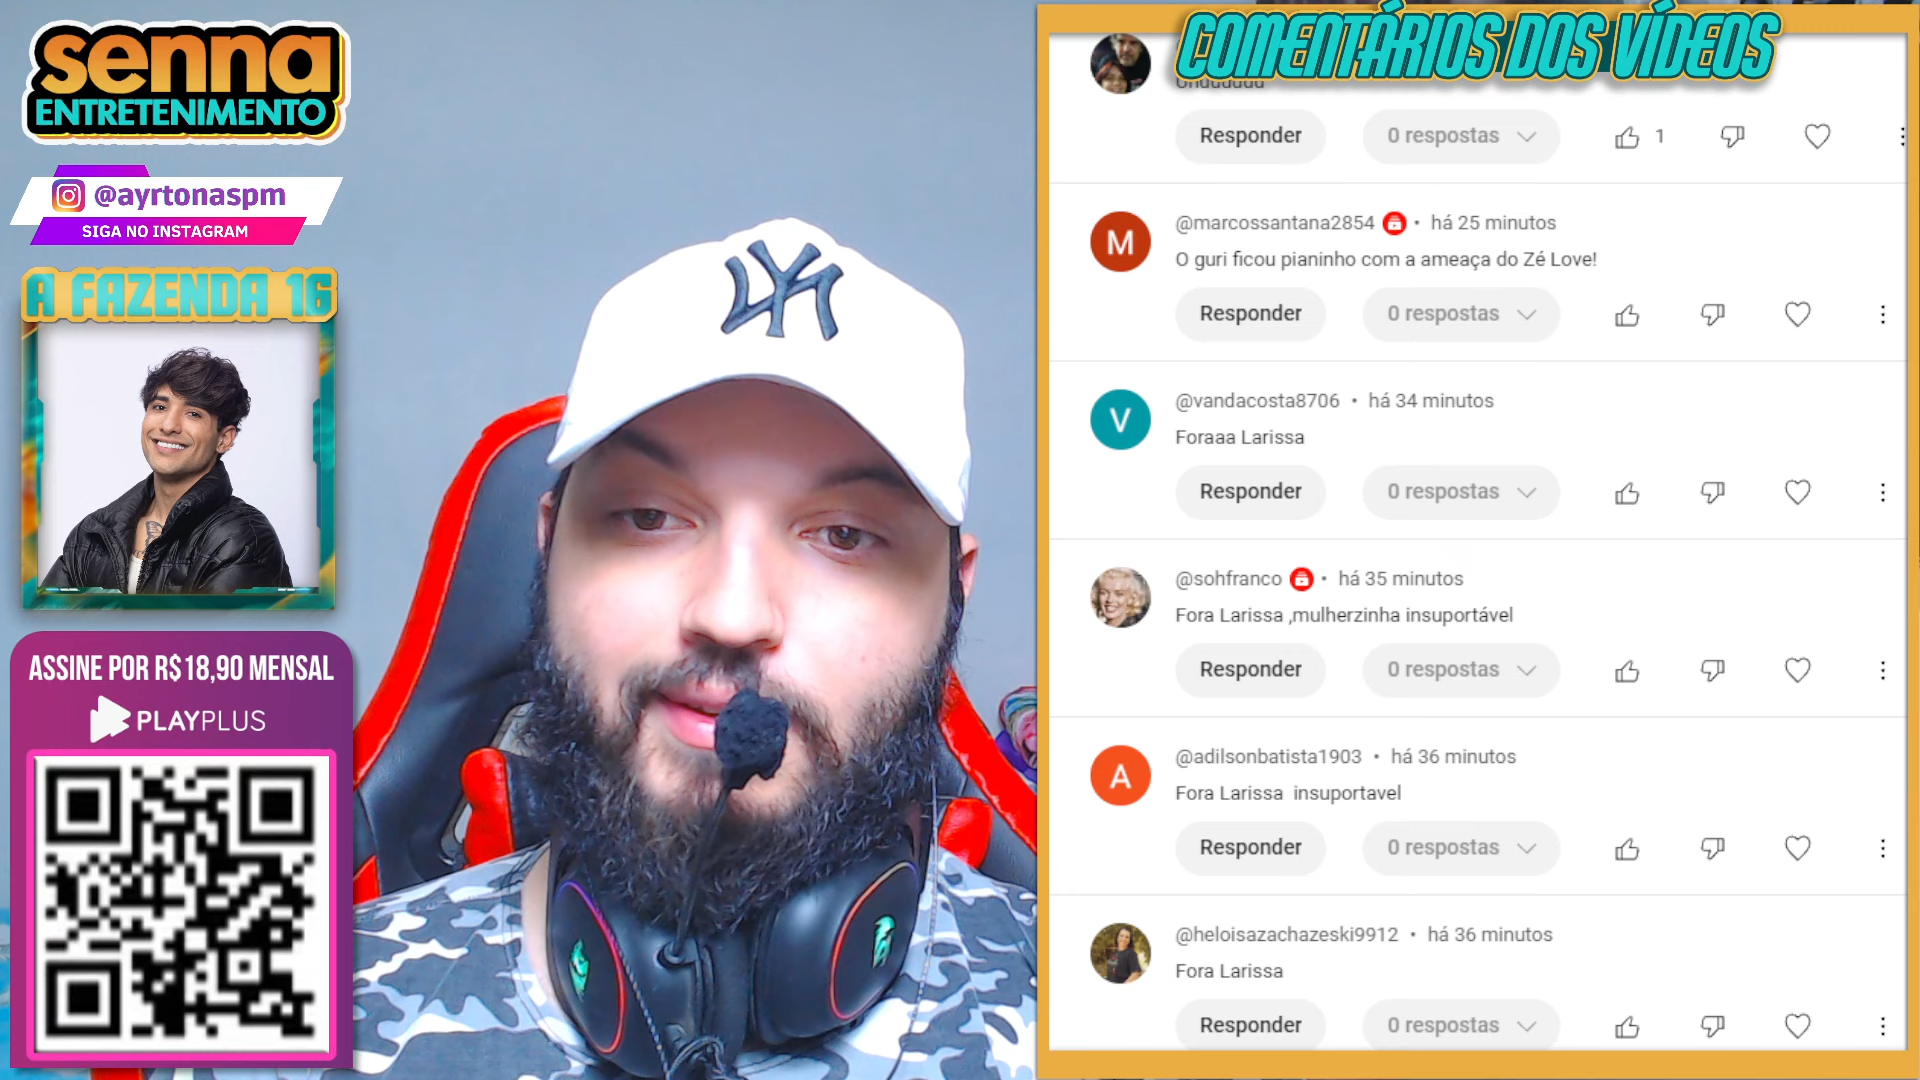 senna
ENTRETENIMENTO
@ayrtonaspm
SIGA NO INSTAGRAM
A FAZENDA 16
ASSINE POR R$18,90 MENSAL
PLAYPLUS
NY
COMENTÁRIOS DOS VÍDEOS
Responder
0 respostas
1
M
@marcossantana2854 • há 25 minutos
O guri ficou pianinho com a ameaça do Zé Love!
Responder
0 respostas
V
@vandacosta8706 • há 34 minutos
Foraaa Larissa
Responder
0 respostas
@sohfranco • há 35 minutos
Fora Larissa ,mulherzinha insuportável
Responder
0 respostas
A
@adilsonbatista1903 • há 36 minutos
Fora Larissa  insuportavel
Responder
0 respostas
@heloisazachazeski9912 • há 36 minutos
Fora Larissa
Responder
0 respostas